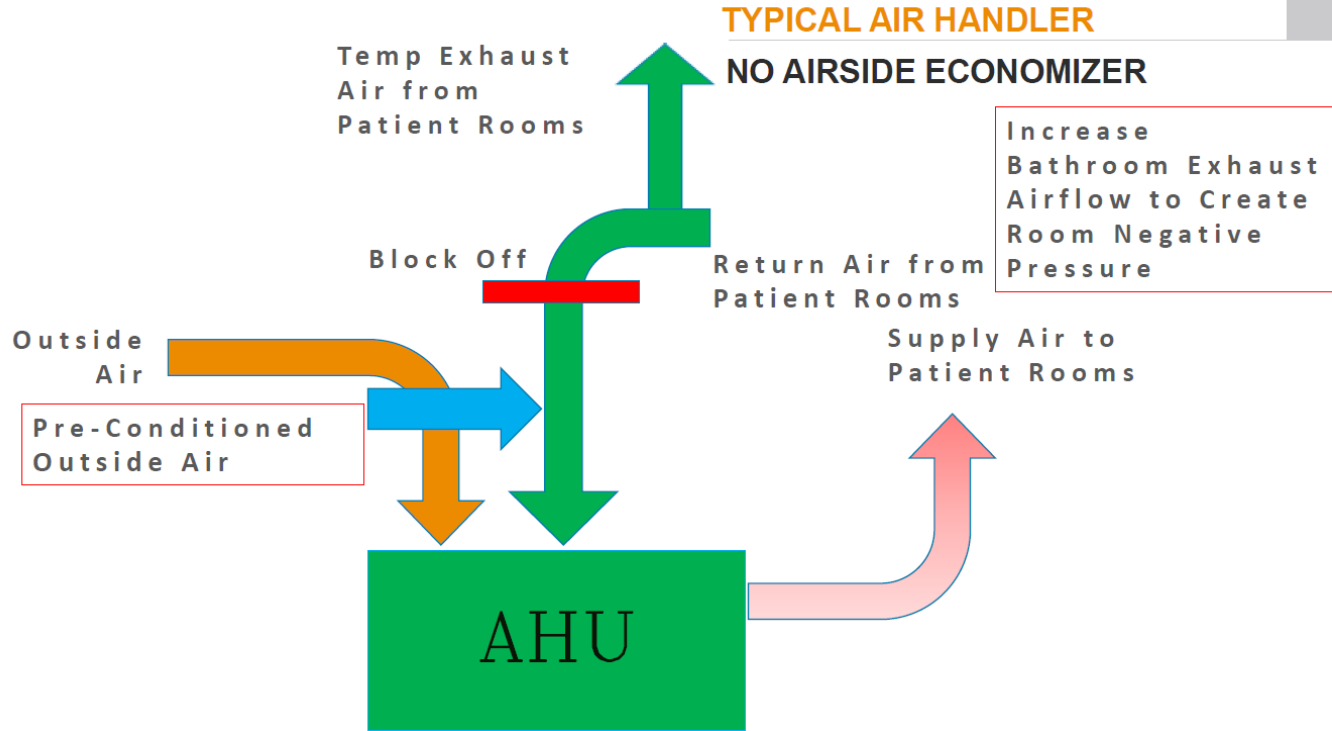 TYPICAL AIR HANDLER
NO AIRSIDE ECONOMIZER
Temp Exhaust
Air from
Patient Rooms
Increase
Bathroom Exhaust
Airflow to Create
Room Negative
Pressure
Block Off
Return Air from
Patient Rooms
Outside
Air
Supply Air to
Patient Rooms
Pre-Conditioned
Outside Air
AHU